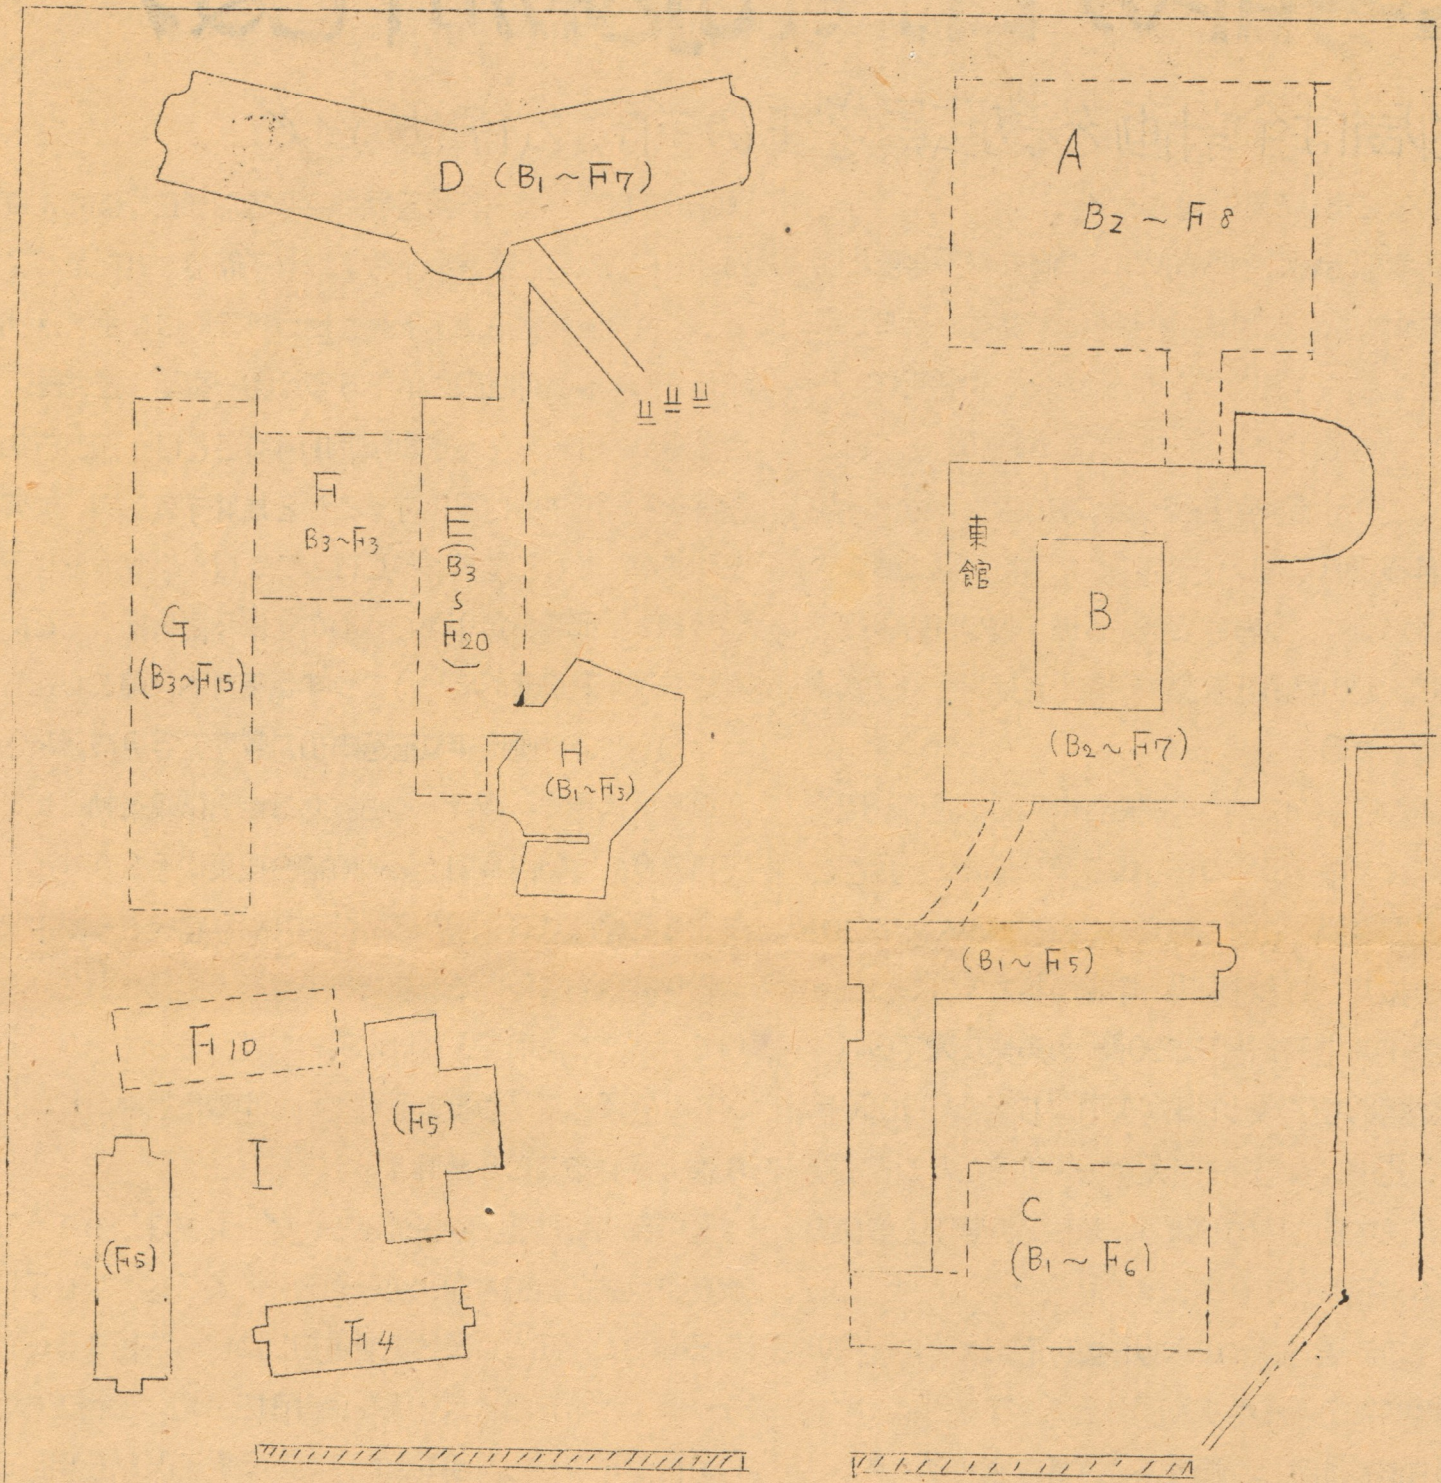 D (B1~F7)
A
B2 ~ F8
F
B3~F3
E
(B3
~
F20)
G
(B3~F15)
東
館
B
(B2~F7)
H
(B1~F3)
(B1~F5)
F10
(F5)
I
(F5)
F4
C
(B1~F6)